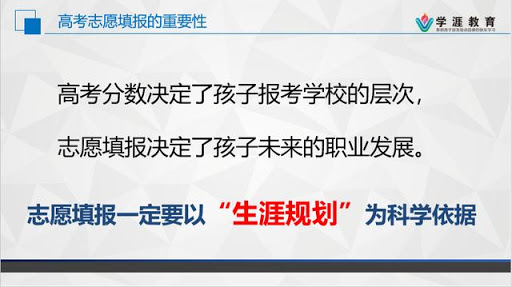 高考志愿填报的重要性
学涯教育
高考分数决定了孩子报考学校的层次，
志愿填报决定了孩子未来的职业发展。
志愿填报一定要以“生涯规划”为科学依据